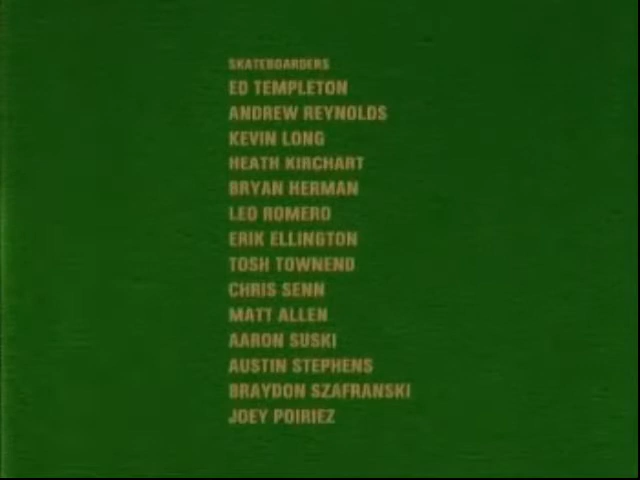 SKATEBOARDERS
ED TEMPLETON
ANDREW REYNOLDS
KEVIN LONG
HEATH KIRCHART
BRYAN HERMAN
LEO ROMERO
ERIK ELLINGTON
TOSH TOWNEND
CHRIS SENN
MATT ALLEN
AARON SUSKI
AUSTIN STEPHENS
BRAYDON SZAFRANSKI
JOEY POIRIEZ